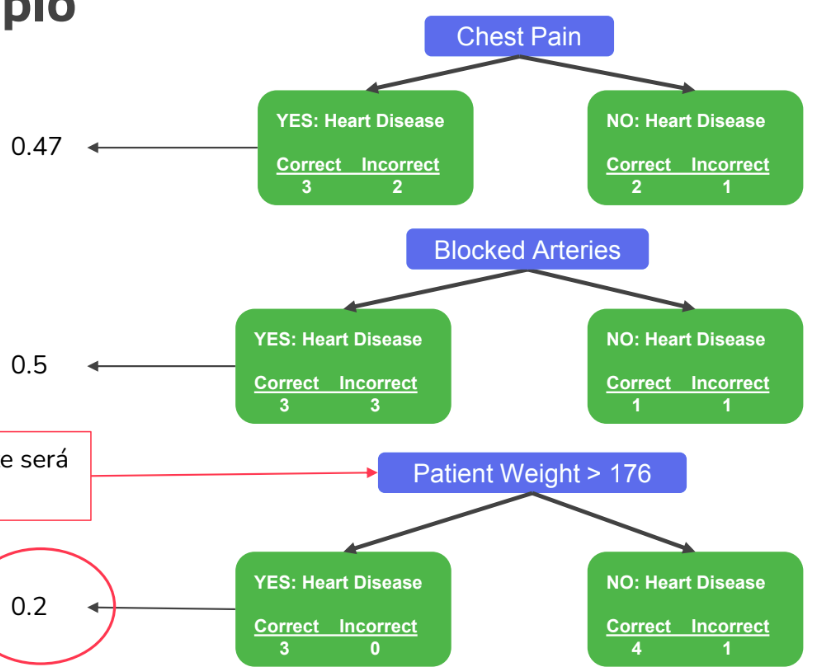 Chest Pain
0.47
YES: Heart Disease
Correct Incorrect
3 2
NO: Heart Disease
Correct Incorrect
2 1
Blocked Arteries
0.5
YES: Heart Disease
Correct Incorrect
3 3
NO: Heart Disease
Correct Incorrect
1 1
será
Patient Weight > 176
0.2
YES: Heart Disease
Correct Incorrect
3 0
NO: Heart Disease
Correct Incorrect
4 1